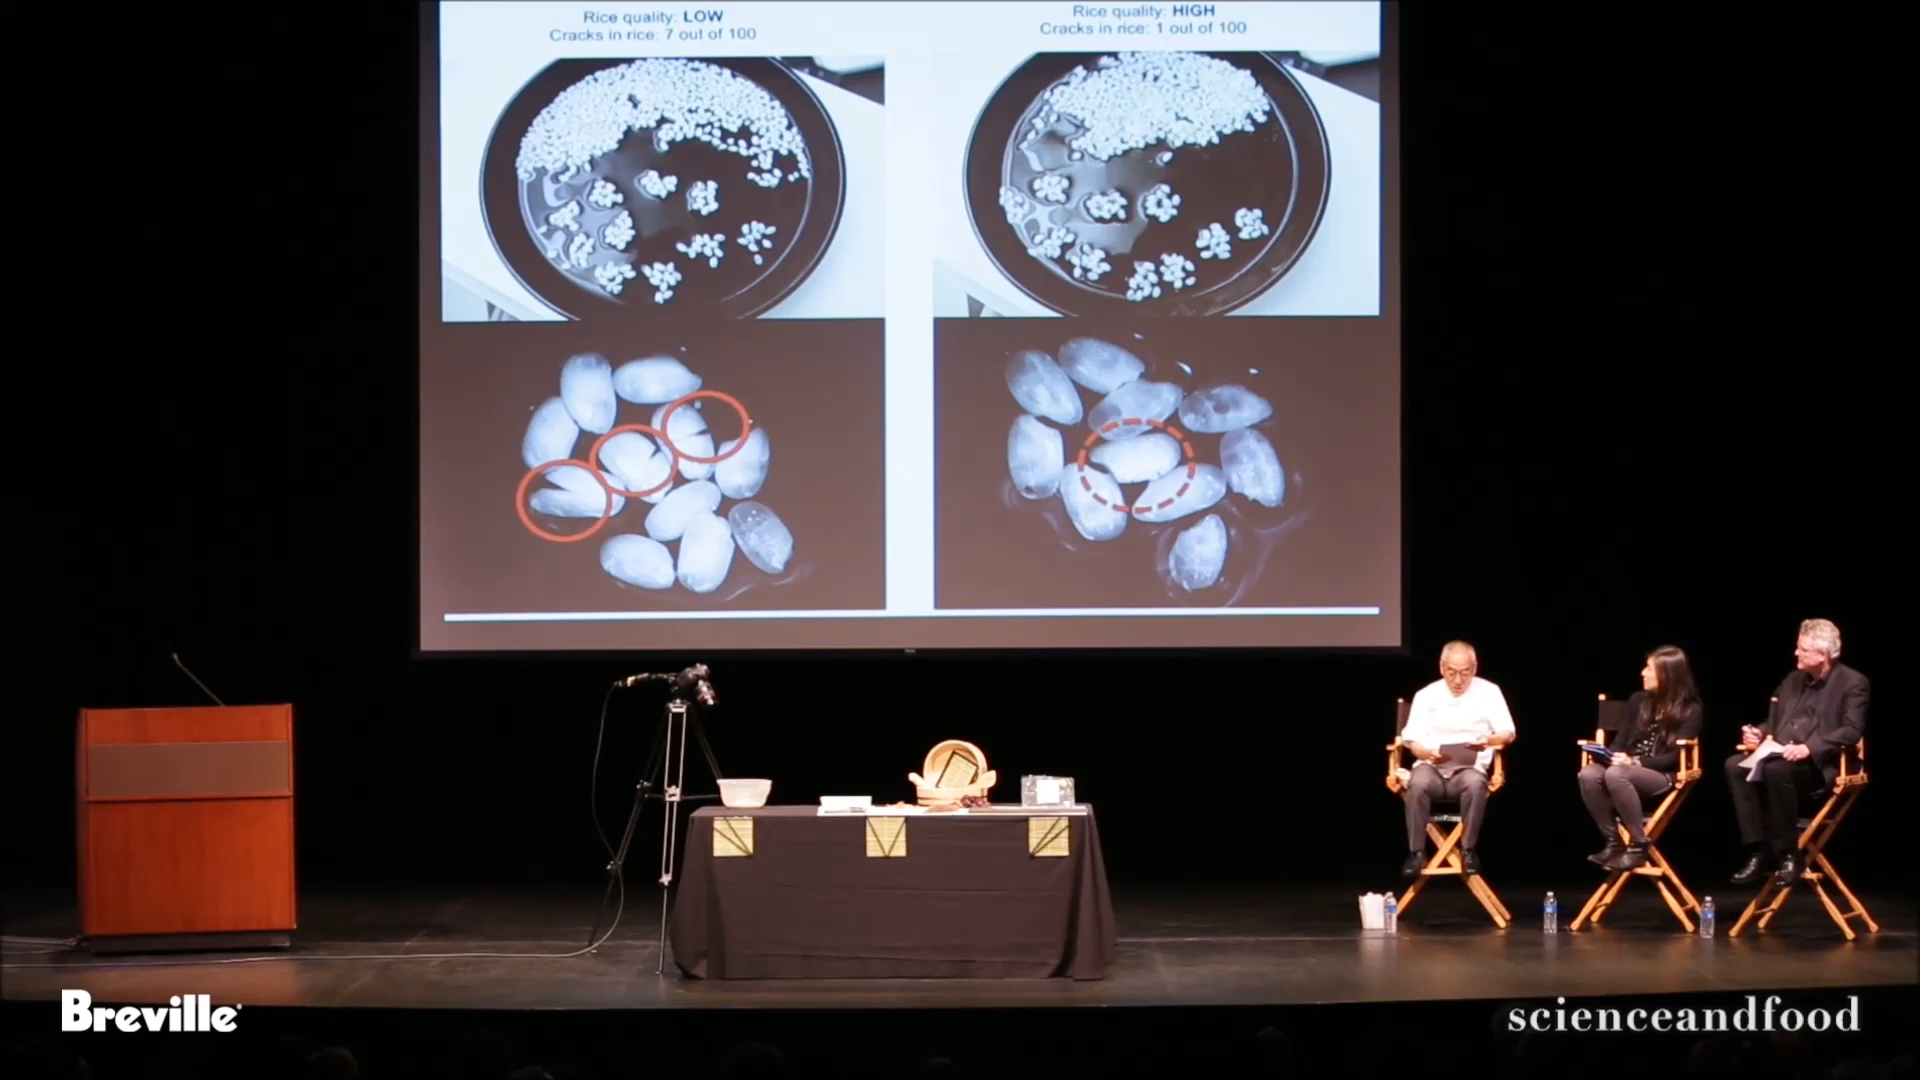 Rice quality: LOW
Cracks in rice: 7 out of 100
Rice quality: HIGH
Cracks in rice: 1 out of 100
Breville
scienceandfood